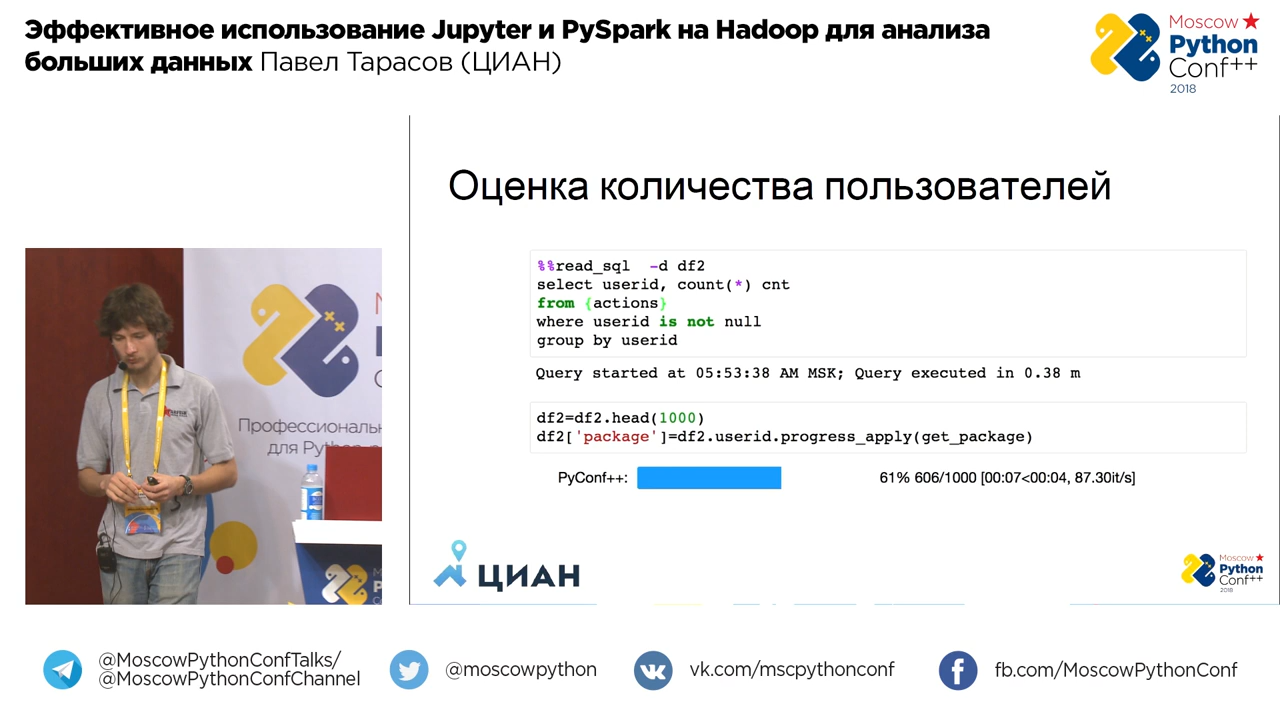 Эффективное использование Jupyter и PySpark на Hadoop для анализа
больших данных Павел Тарасов (ЦИАН)
Moscow
Python
Conf++
2018
Оценка количества пользователей
%%read_sql -d df2
select userid, count(*) cnt
from {actions}
where userid is not null
group by userid
Query started at 05:53:38 AM MSK; Query executed in 0.38 m
df2=df2.head(1000)
df2['package']=df2.userid.progress_apply(get_package)
PyConf++:
61% 606/1000 [00:07<00:04, 87.30it/s]
ЦИАН
Moscow
Python
Conf++
2018
Профессиональн
для Python
@MoscowPythonConfTalks/
@MoscowPythonConfChannel
@moscowpython
vk.com/mscpythonconf
fb.com/MoscowPythonConf